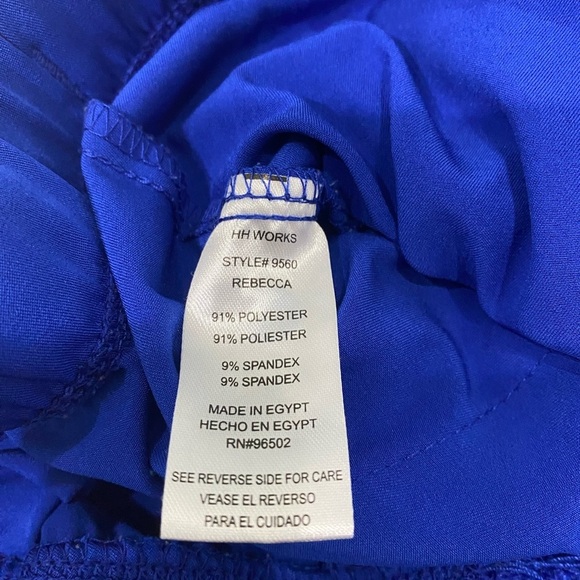 HH WORKS
STYLE# 9560
REBECCA
91% POLYESTER
91% POLIESTER
9% SPANDEX
9% SPANDEX
MADE IN EGYPT
HECHO EN EGYPT
RN#96502
SEE REVERSE SIDE FOR CARE
VEASE EL REVERSO
PARA EL CUIDADO